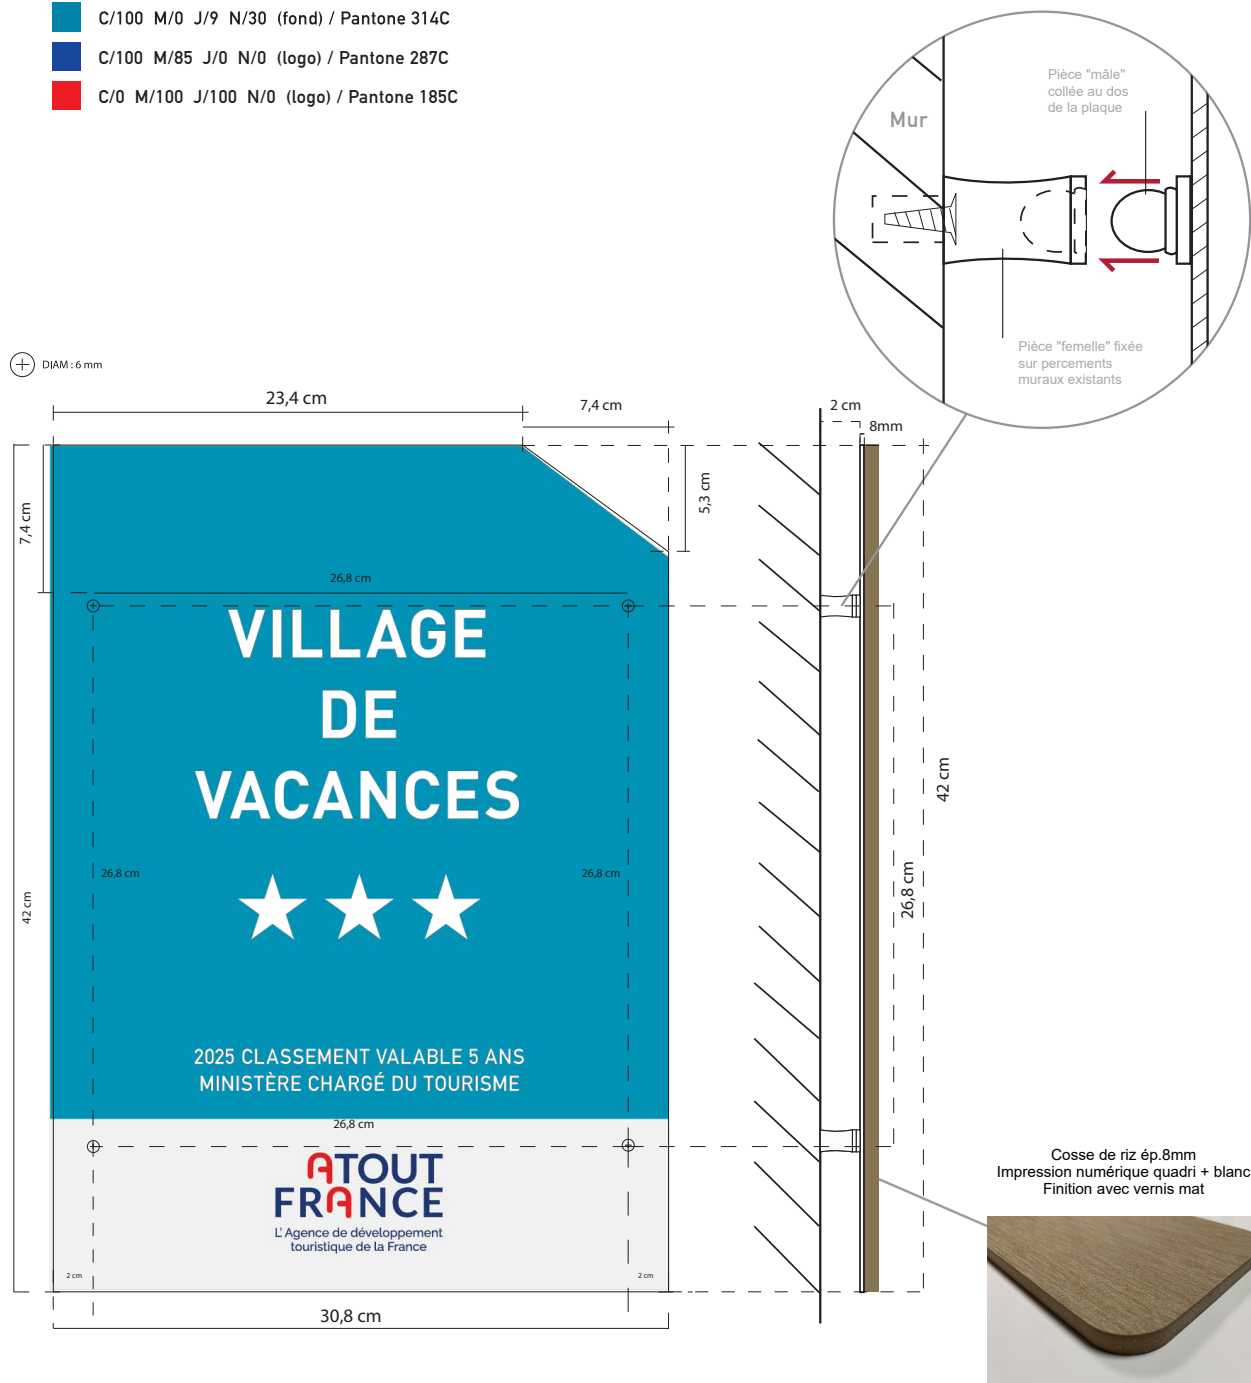 C/100 M/0 J/9 N/30 (fond) / Pantone 314C
C/100 M/85 J/0 N/0 (logo) / Pantone 287C
C/0 M/100 J/100 N/0 (logo) / Pantone 185C
Pièce "mâle"
collée au dos
de la plaque
Mur
Pièce "femelle" fixée
sur percements
muraux existants
DIAM : 6 mm
23,4 cm
7,4 cm
2 cm
8mm
7,4 cm
5,3 cm
26,8 cm
VILLAGE
DE
VACANCES
26,8 cm
26,8 cm
42 cm
26,8 cm
42 cm
2025 CLASSEMENT VALABLE 5 ANS
MINISTÈRE CHARGÉ DU TOURISME
26,8 cm
ATOUT
FRANCE
L'Agence de développement
touristique de la France
2 cm
2 cm
30,8 cm
Cosse de riz ép.8mm
Impression numérique quadri + blanc
Finition avec vernis mat